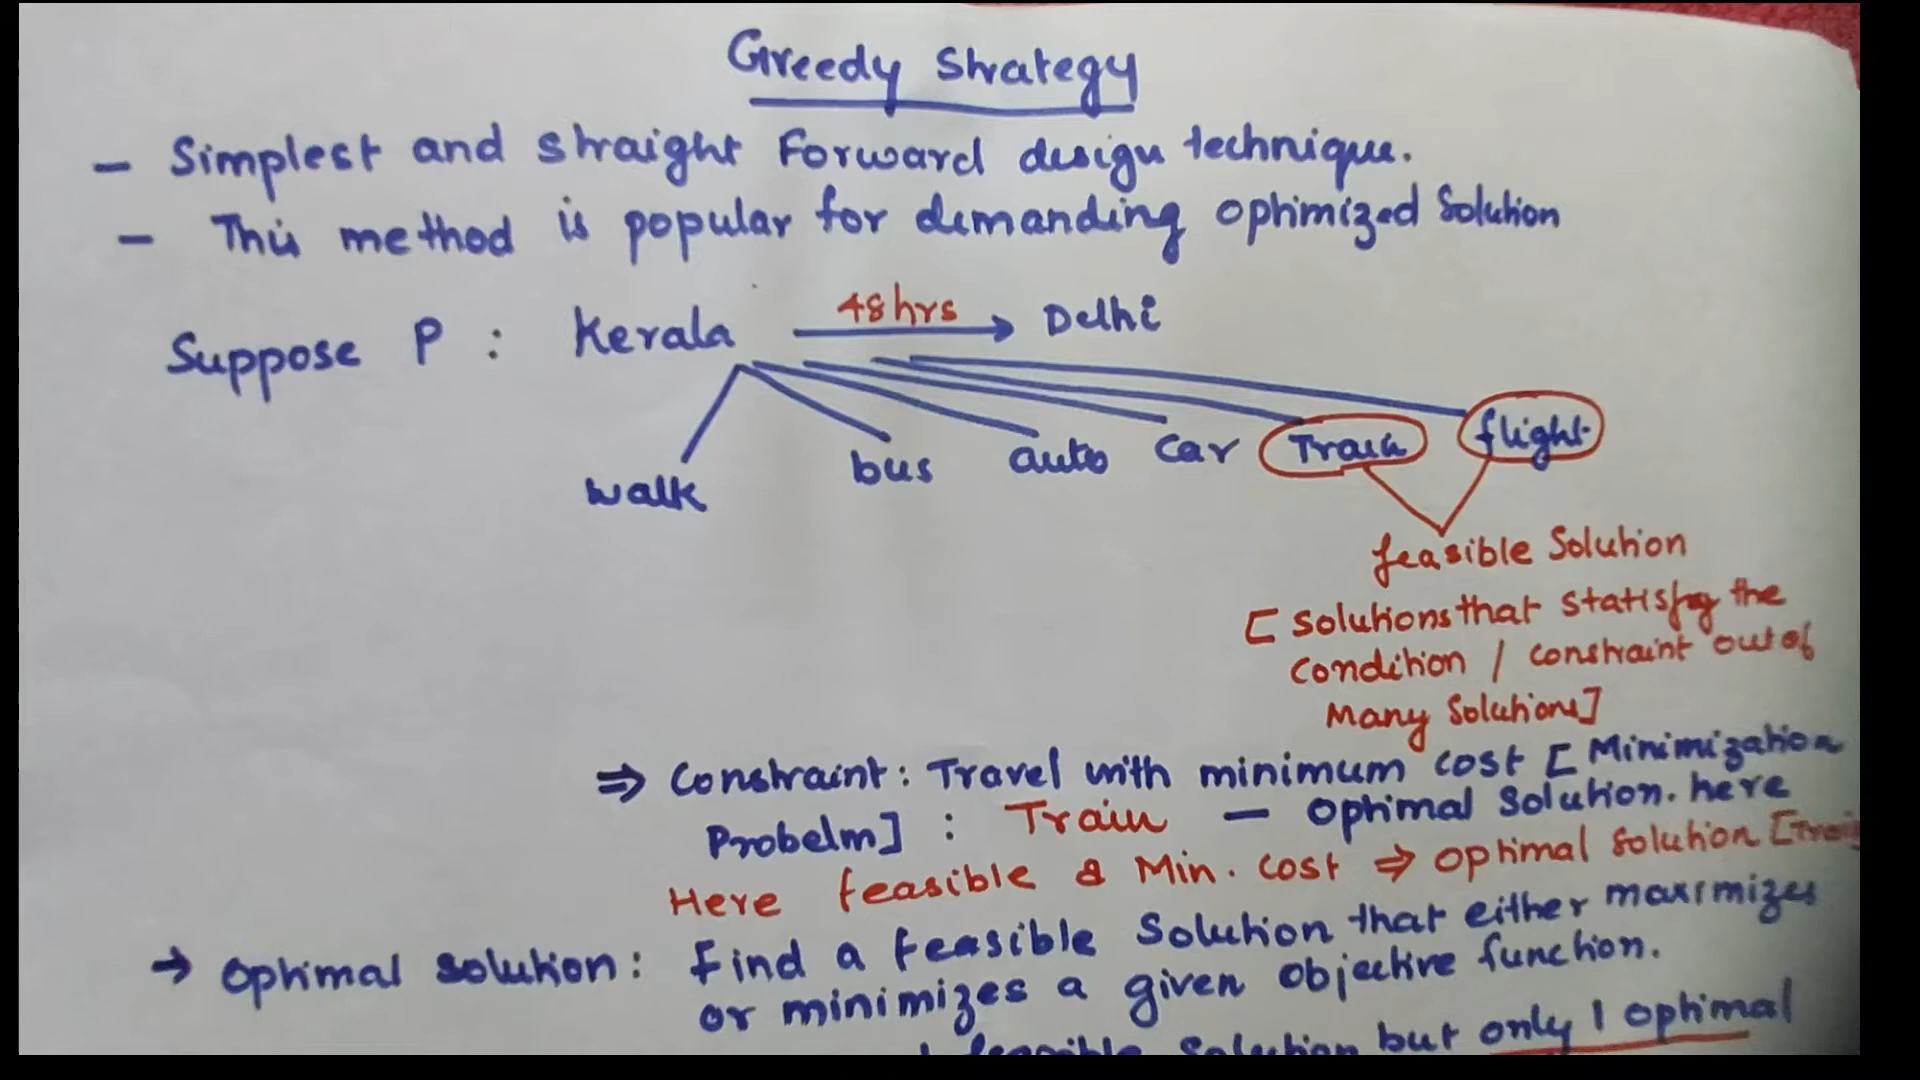 Greedy Strategy
- Simplest and straight Forward design technique.
- This method is popular for demanding optimized Solution
Suppose P : Kerala 48hrs Delhi
walk bus auto car Train flight
feasible Solution
[ Solutions that statisfy the
condition / constraint out of
Many Solutions]
⇒ Constraint : Travel with minimum cost [ Minimization
Probelm] : Train — Optimal Solution. here
Here feasible & Min. Cost ⇒ Optimal Solution
→ Optimal Solution : find a feasible Solution that either maximizes
or minimizes a given objective function.
feasible Solution but only 1 optimal